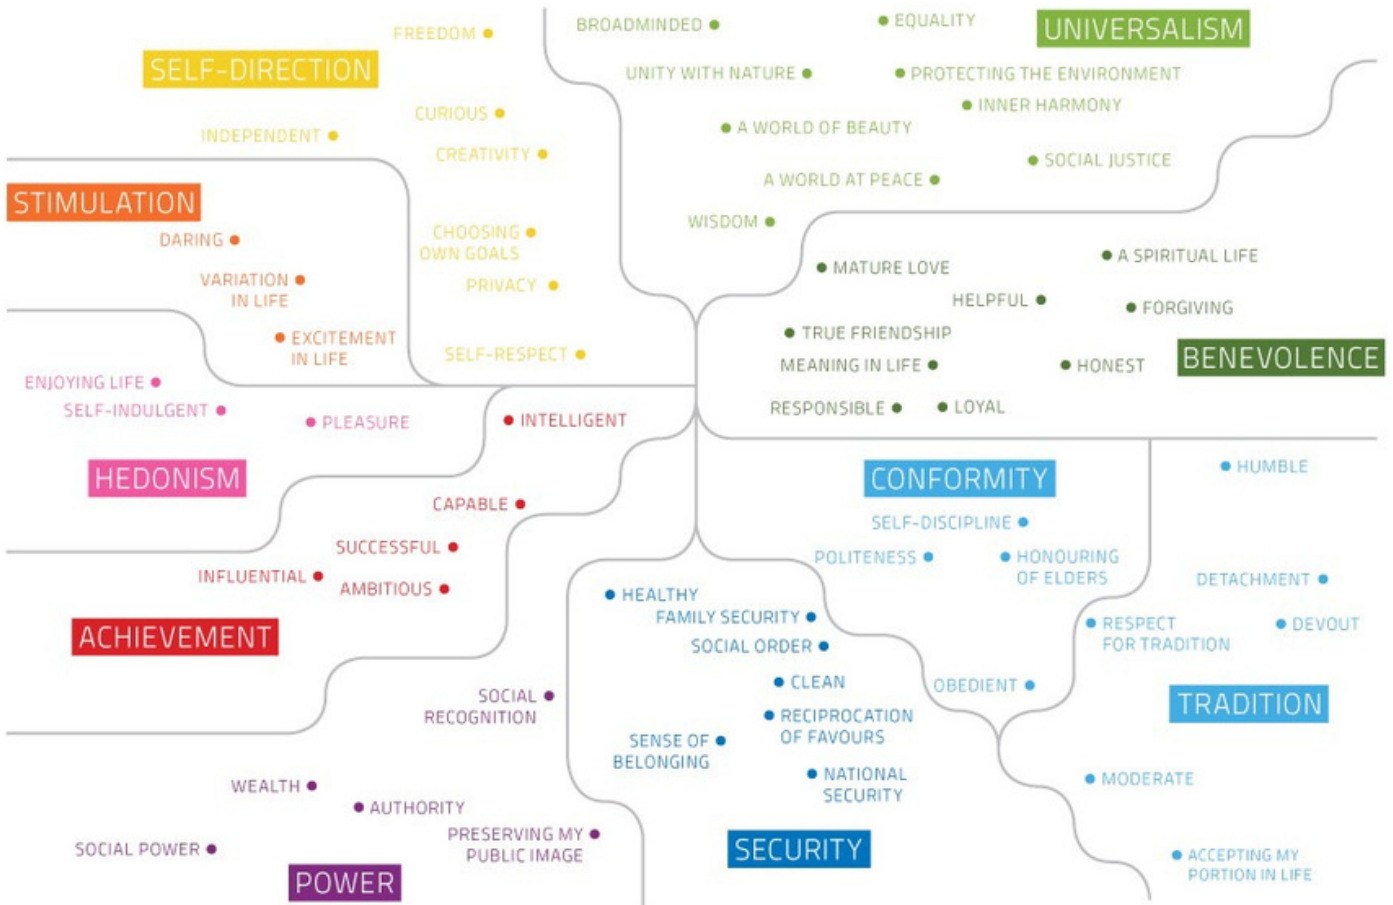 SELF-DIRECTION
FREEDOM
CURIOUS
INDEPENDENT
CREATIVITY
CHOOSING
OWN GOALS
PRIVACY
SELF-RESPECT
UNIVERSALISM
BROADMINDED
EQUALITY
UNITY WITH NATURE
PROTECTING THE ENVIRONMENT
INNER HARMONY
A WORLD OF BEAUTY
SOCIAL JUSTICE
A WORLD AT PEACE
WISDOM
STIMULATION
DARING
VARIATION
IN LIFE
EXCITEMENT
IN LIFE
BENEVOLENCE
MATURE LOVE
A SPIRITUAL LIFE
HELPFUL
FORGIVING
TRUE FRIENDSHIP
MEANING IN LIFE
HONEST
RESPONSIBLE
LOYAL
ENJOYING LIFE
SELF-INDULGENT
PLEASURE
HEDONISM
INTELLIGENT
CAPABLE
SUCCESSFUL
INFLUENTIAL
AMBITIOUS
ACHIEVEMENT
CONFORMITY
SELF-DISCIPLINE
POLITENESS
HONOURING
OF ELDERS
OBEDIENT
HUMBLE
DETACHMENT
RESPECT
FOR TRADITION
DEVOUT
TRADITION
MODERATE
ACCEPTING MY
PORTION IN LIFE
HEALTHY
FAMILY SECURITY
SOCIAL ORDER
CLEAN
RECIPROCATION
OF FAVOURS
SENSE OF
BELONGING
NATIONAL
SECURITY
SECURITY
SOCIAL
RECOGNITION
WEALTH
AUTHORITY
PRESERVING MY
PUBLIC IMAGE
SOCIAL POWER
POWER